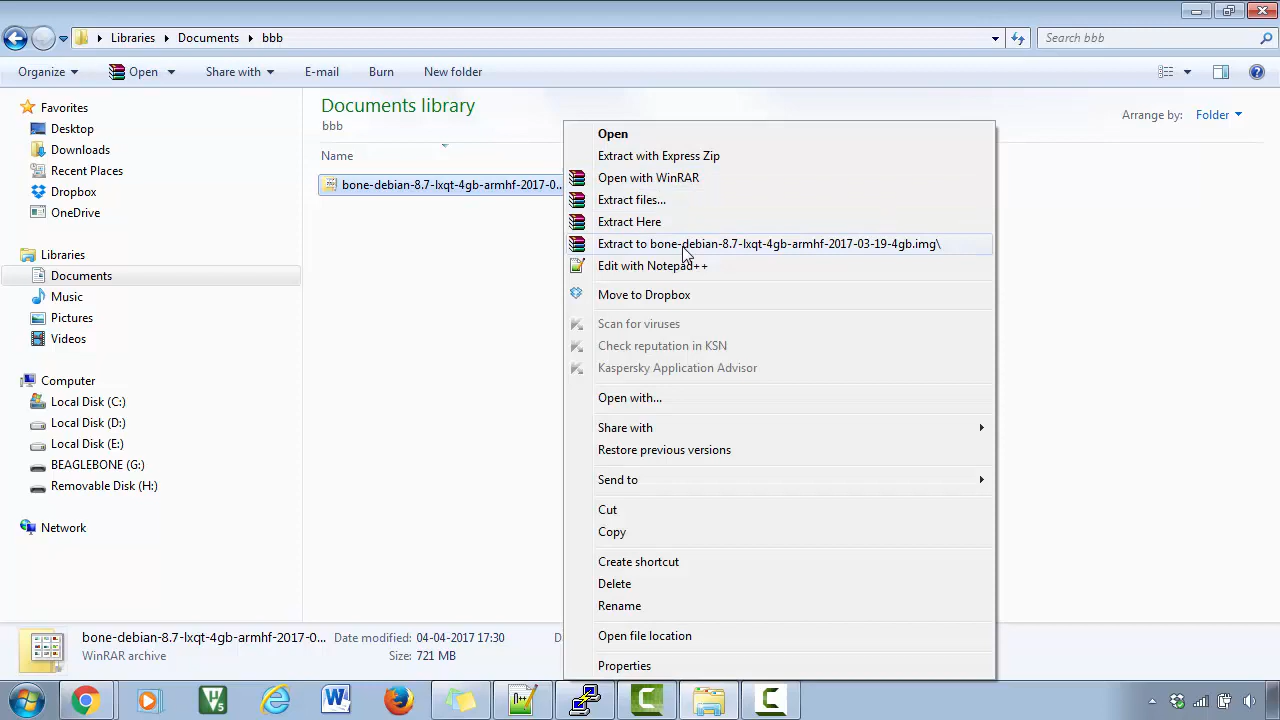 Libraries Documents bbb
Search bbb
Organize Open Share with E-mail Burn New folder
Favorites
Desktop
Downloads
Recent Places
Dropbox
OneDrive
Libraries
Documents
Music
Pictures
Videos
Computer
Local Disk (C:)
Local Disk (D:)
Local Disk (E:)
BEAGLEBONE (G:)
Removable Disk (H:)
Network
Documents library
bbb
Arrange by: Folder
Name
bone-debian-8.7-lxqt-4gb-armhf-2017-0...
Open
Extract with Express Zip
Open with WinRAR
Extract files...
Extract Here
Extract to bone-debian-8.7-lxqt-4gb-armhf-2017-03-19-4gb.img\
Edit with Notepad++
Move to Dropbox
Scan for viruses
Check reputation in KSN
Kaspersky Application Advisor
Open with...
Share with
Restore previous versions
Send to
Cut
Copy
Create shortcut
Delete
Rename
Open file location
Properties
bone-debian-8.7-lxqt-4gb-armhf-2017-0... Date modified: 04-04-2017 17:30 D
WinRAR archive Size: 721 MB